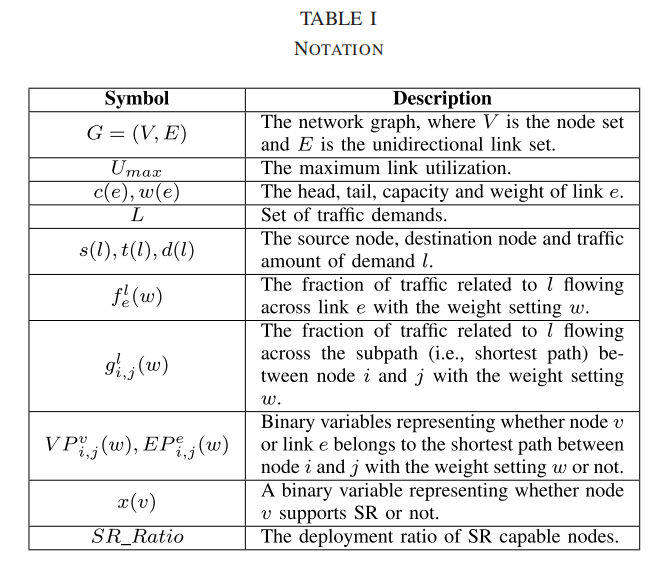 TABLE I
NOTATION
Symbol Description
G = (V, E) The network graph, where V is the node set
and E is the unidirectional link set.
U_max The maximum link utilization.
c(e), w(e) The head, tail, capacity and weight of link e.
L Set of traffic demands.
s(l), t(l), d(l) The source node, destination node and traffic
amount of demand l.
f_e^l(w) The fraction of traffic related to l flowing
across link e with the weight setting w.
g_{i,j}^l(w) The fraction of traffic related to l flowing
across the subpath (i.e., shortest path) be-
tween node i and j with the weight setting
w.
VP_{i,j}^v(w), EP_{i,j}^e(w) Binary variables representing whether node v
or link e belongs to the shortest path between
node i and j with the weight setting w or not.
x(v) A binary variable representing whether node
v supports SR or not.
SR_Ratio The deployment ratio of SR capable nodes.